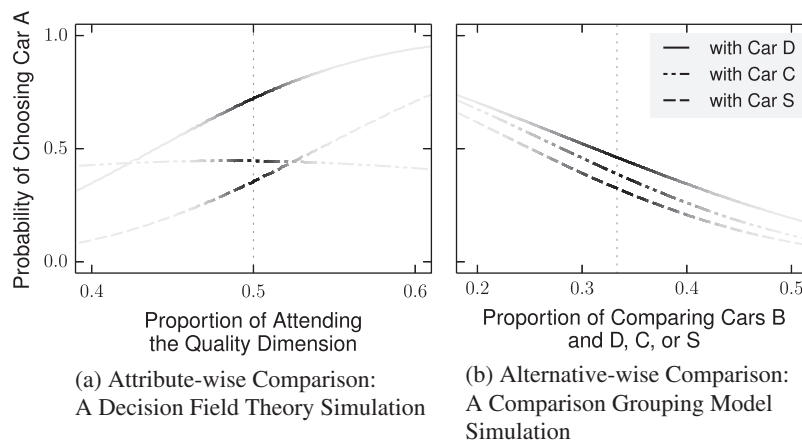 Probability of Choosing Car A
1.0
0.5
0.0
0.4
0.5
0.6
Proportion of Attending
the Quality Dimension
(a) Attribute-wise Comparison:
A Decision Field Theory Simulation
with Car D
with Car C
with Car S
0.2
0.3
0.4
0.5
Proportion of Comparing Cars B
and D, C, or S
(b) Alternative-wise Comparison:
A Comparison Grouping Model
Simulation